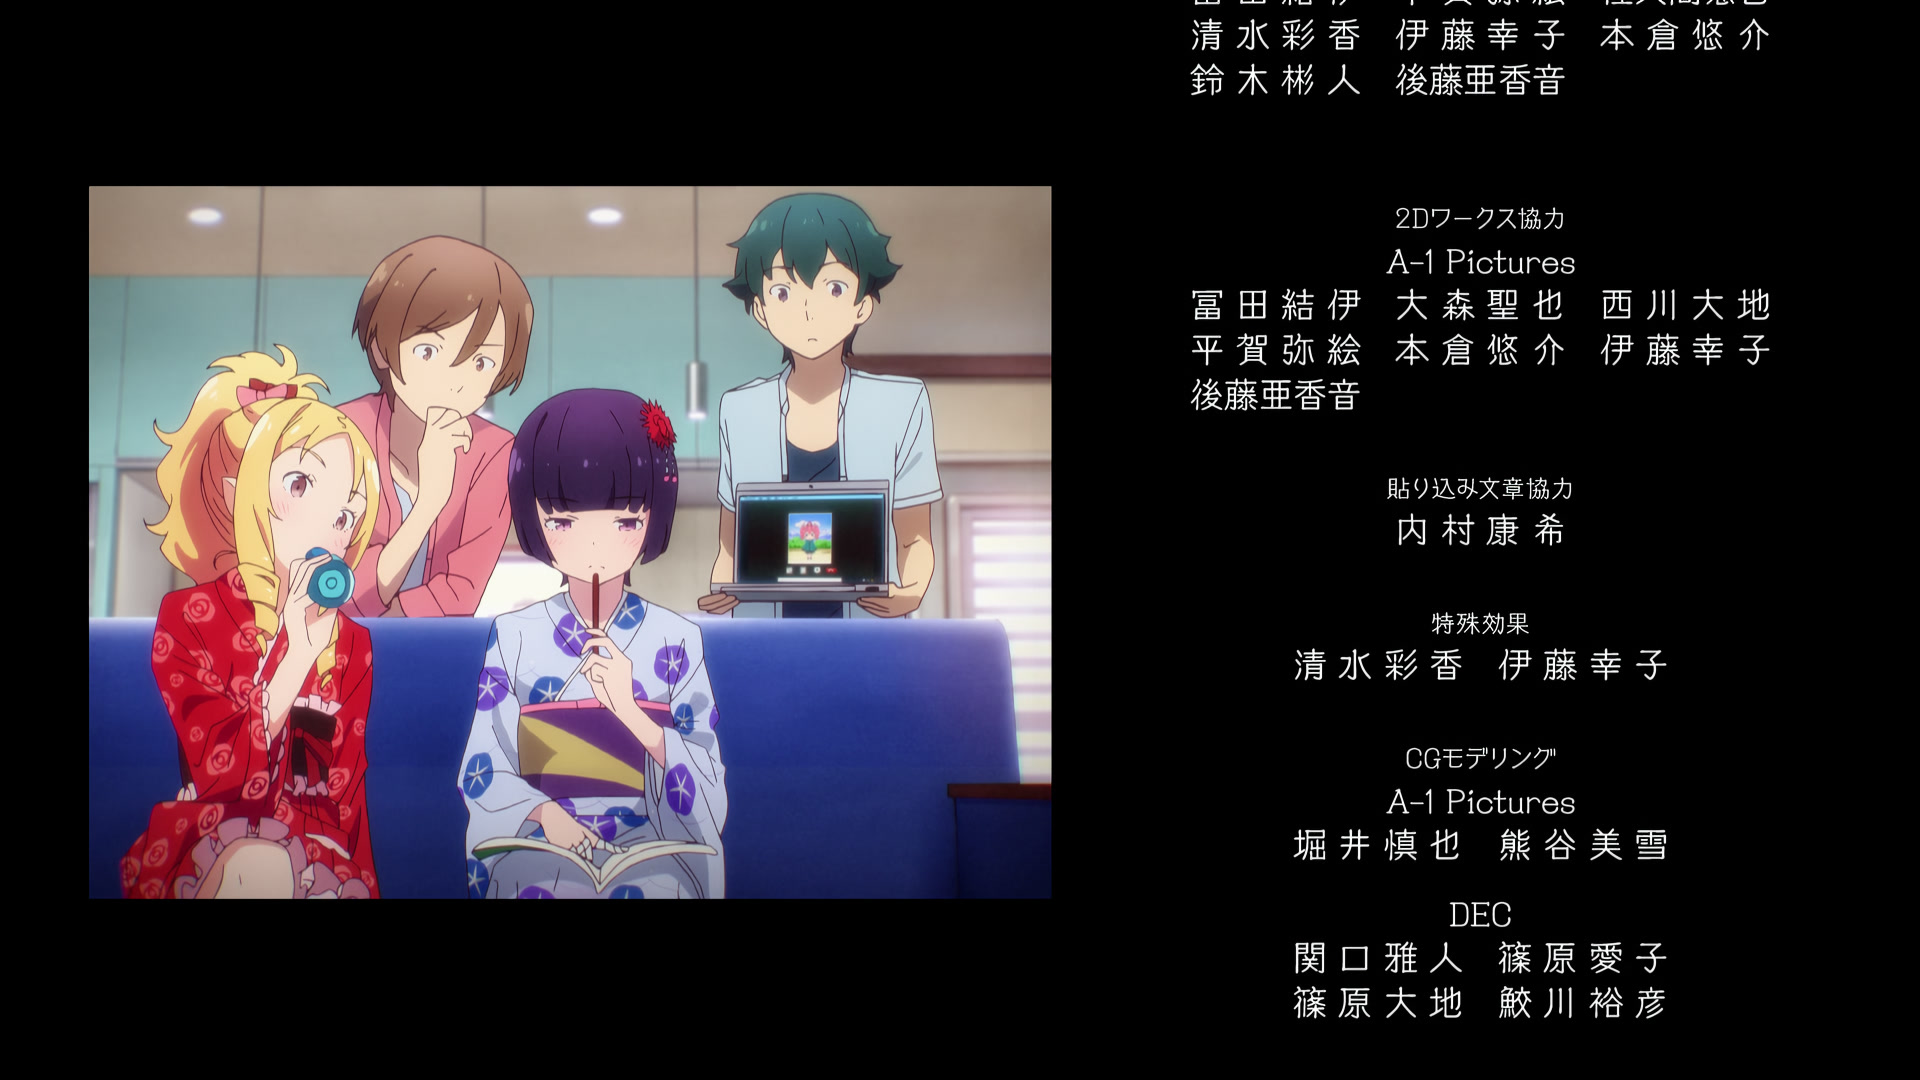 清水彩香 伊藤幸子 本倉悠介
鈴木彬人 後藤亜香音
2Dワークス協力
A-1 Pictures
冨田結伊 大森聖也 西川大地
平賀弥絵 本倉悠介 伊藤幸子
後藤亜香音
貼り込み文章協力
内村康希
特殊効果
清水彩香 伊藤幸子
CGモデリング
A-1 Pictures
堀井慎也 熊谷美雪
DEC
関口雅人 篠原愛子
篠原大地 鮫川裕彦